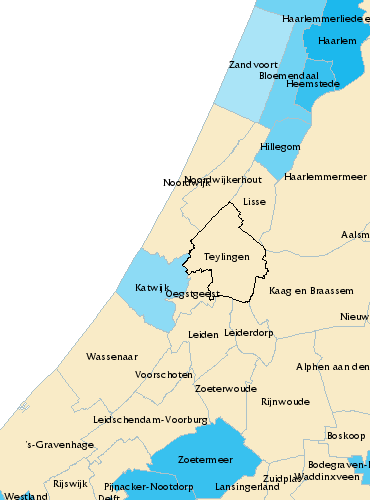 Haarlemmerliede e
Haarlem
Zandvoort
Bloemendaal
Heemstede
Hillegom
Haarlemmermeer
Noordwijkerhout
Noordwijk
Lisse
Aalsm
Teylingen
Katwijk
Oegstgeest
Kaag en Braassem
Nieuw
Leiden
Leiderdorp
Wassenaar
Alphen aan den
Voorschoten
Zoeterwoude
Rijnwoude
Leidschendam-Voorburg
Boskoop
's-Gravenhage
Zoetermeer
Bodegraven-
Waddinxveen
Zuidplas
Rijswijk
Pijnacker-Nootdorp
Lansingerland
Westland
Delft